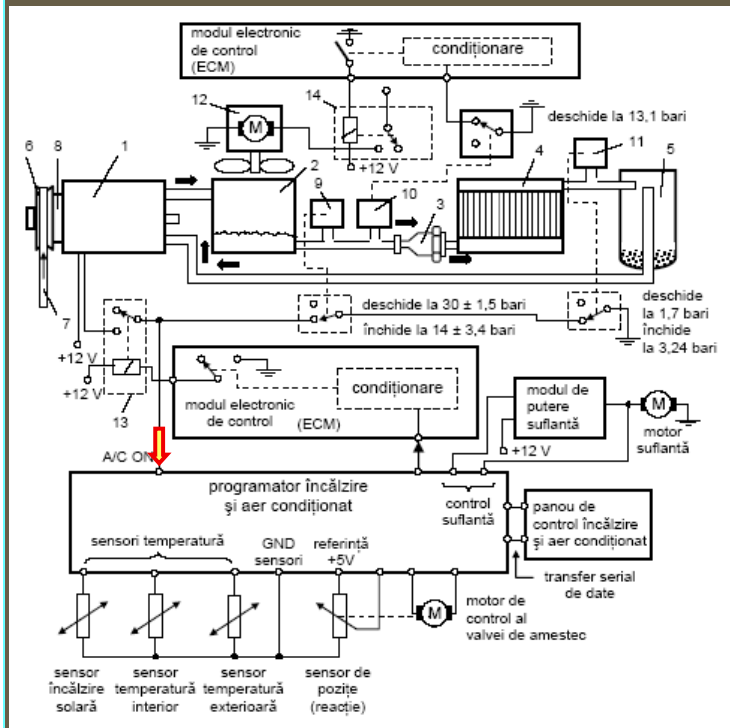 modul electronic
de control
(ECM)
condiționare
12
14
M
+12 V
deschide la 13,1 bari
6
8
1
2
9
10
3
4
11
5
7
+12 V
+12 V
13
deschide la 30 ± 1,5 bari
închide la 14 ± 3,4 bari
deschide
la 1,7 bari
închide
la 3,24 bari
condiționare
modul electronic
de control
(ECM)
modul de
putere
suflantă
+12 V
M
motor
suflantă
A/C ON
programator încălzire
și aer condiționat
control
suflantă
panou de
control încălzire
și aer condiționat
sensori temperatură
GND
sensori
referință
+5V
transfer serial
de date
M
motor de
control al
valvei de amestec
sensor
încălzire
solară
sensor
temperatură
interior
sensor
temperatură
exterioară
sensor de
pozițe
(reacție)